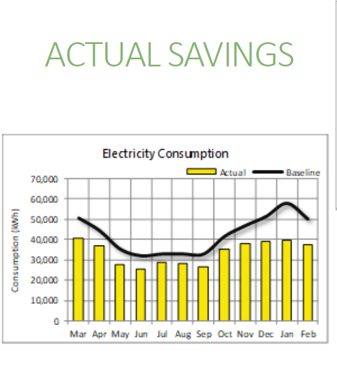 ACTUAL SAVINGS
Electricity Consumption
Actual Baseline
Consumption (kWh)
70,000
60,000
50,000
40,000
30,000
20,000
10,000
0
Mar Apr May Jun Jul Aug Sep Oct Nov Dec Jan Feb